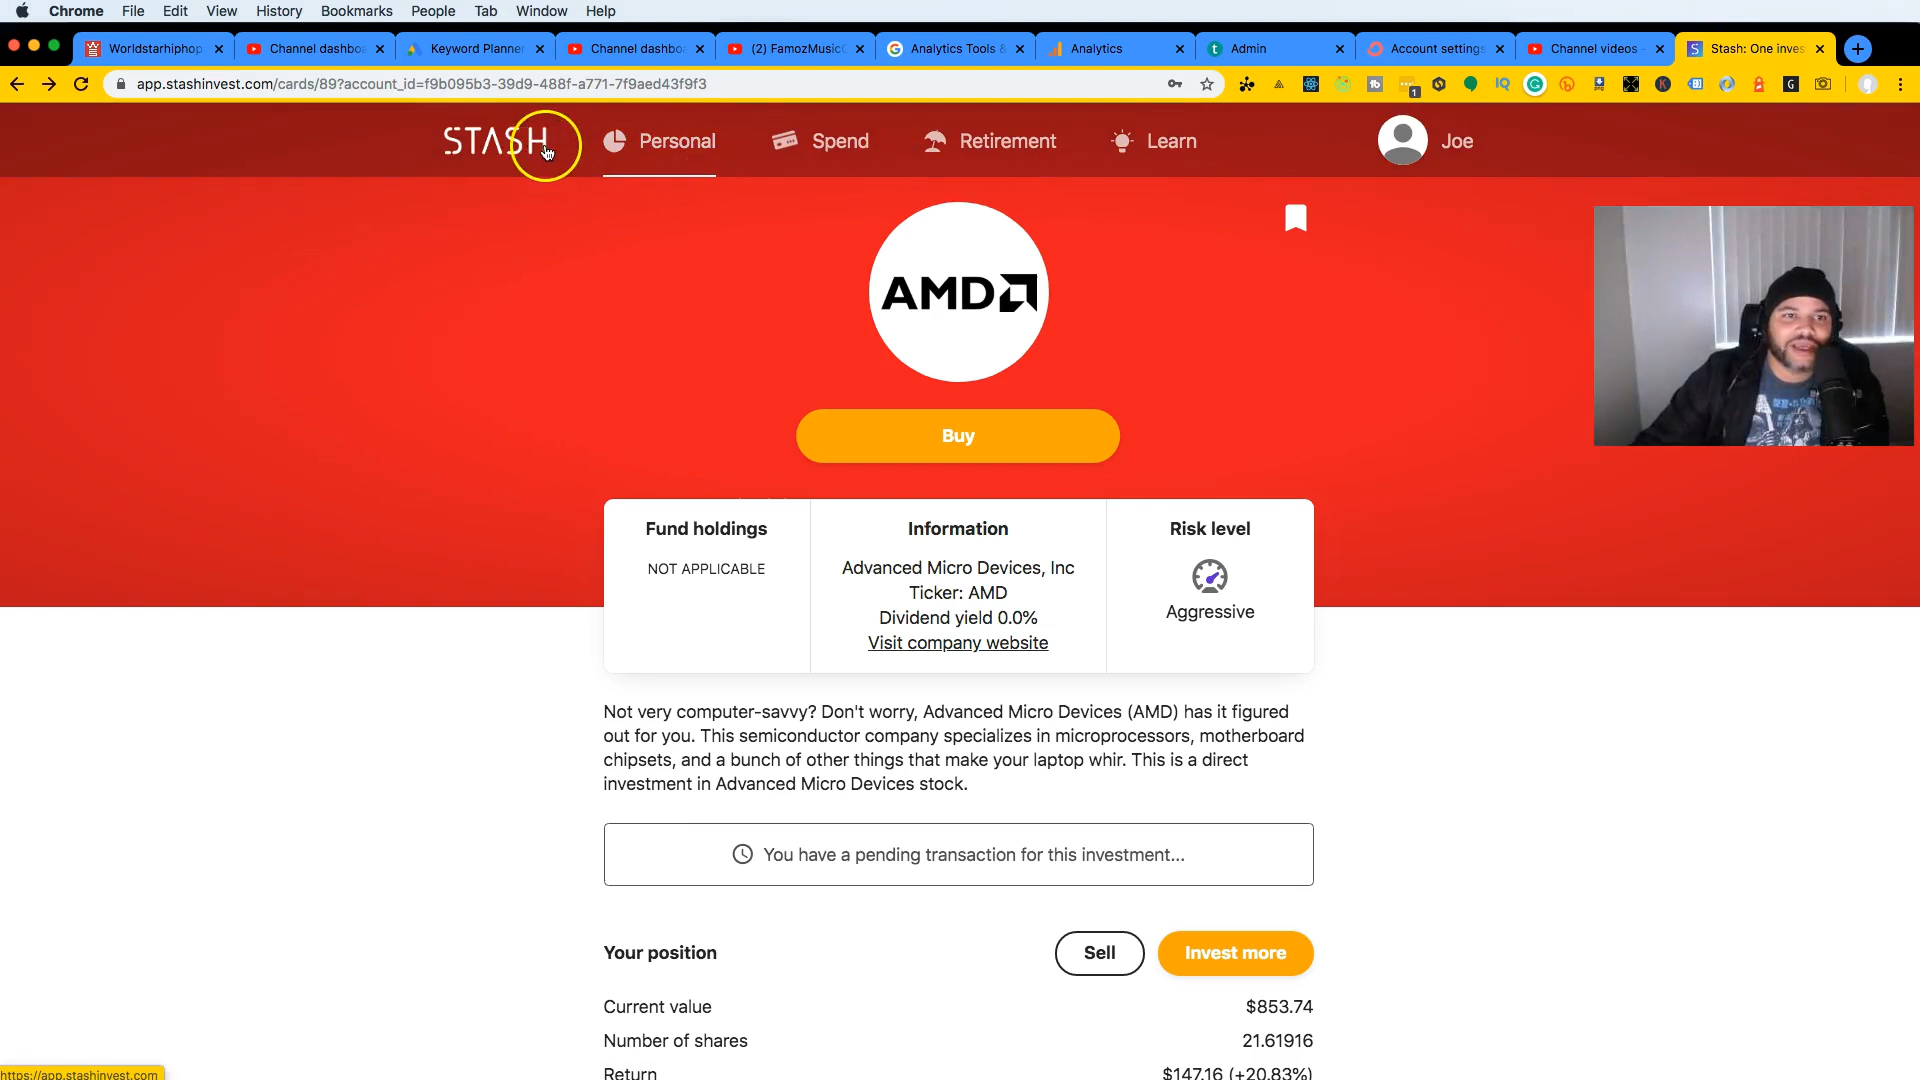 Chrome File Edit View History Bookmarks People Tab Window Help
Worldstarhiphop Channel dashbo Keyword Planner Channel dashbo (2) FamozMusic Analytics Tools & Analytics Admin Account settings Channel videos - Stash: One inves
app.stashinvest.com/cards/89?account_id=f9b095b3-39d9-488f-a771-7f9aed43f9f3
STASH Personal Spend Retirement Learn Joe
AMD
Buy
Fund holdings Information Risk level
NOT APPLICABLE Advanced Micro Devices, Inc
Ticker: AMD
Dividend yield 0.0% Aggressive
Visit company website
Not very computer-savvy? Don't worry, Advanced Micro Devices (AMD) has it figured
out for you. This semiconductor company specializes in microprocessors, motherboard
chipsets, and a bunch of other things that make your laptop whir. This is a direct
investment in Advanced Micro Devices stock.
You have a pending transaction for this investment...
Your position Sell Invest more
Current value $853.74
Number of shares 21.61916
Return $147.16 (+20.83%)
https://app.stashinvest.com